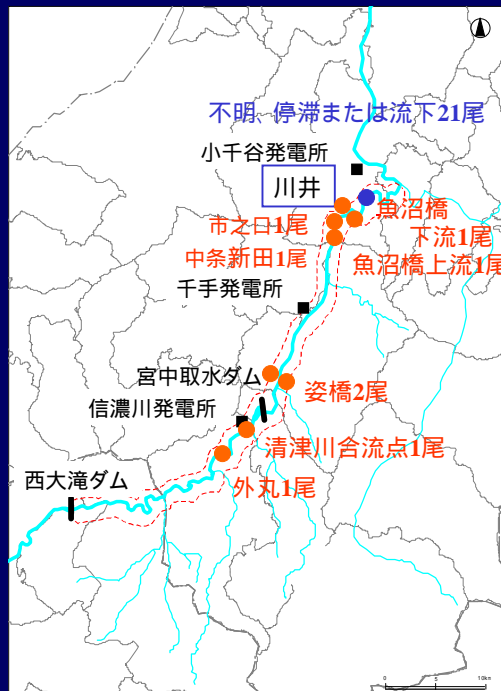 不明、停滞または流下21尾
小千谷発電所
川井
魚沼橋
下流1尾
市之口1尾
中条新田1尾
魚沼橋上流1尾
千手発電所
宮中取水ダム
姿橋2尾
信濃川発電所
清津川合流点1尾
西大滝ダム
外丸1尾
0 5 10km